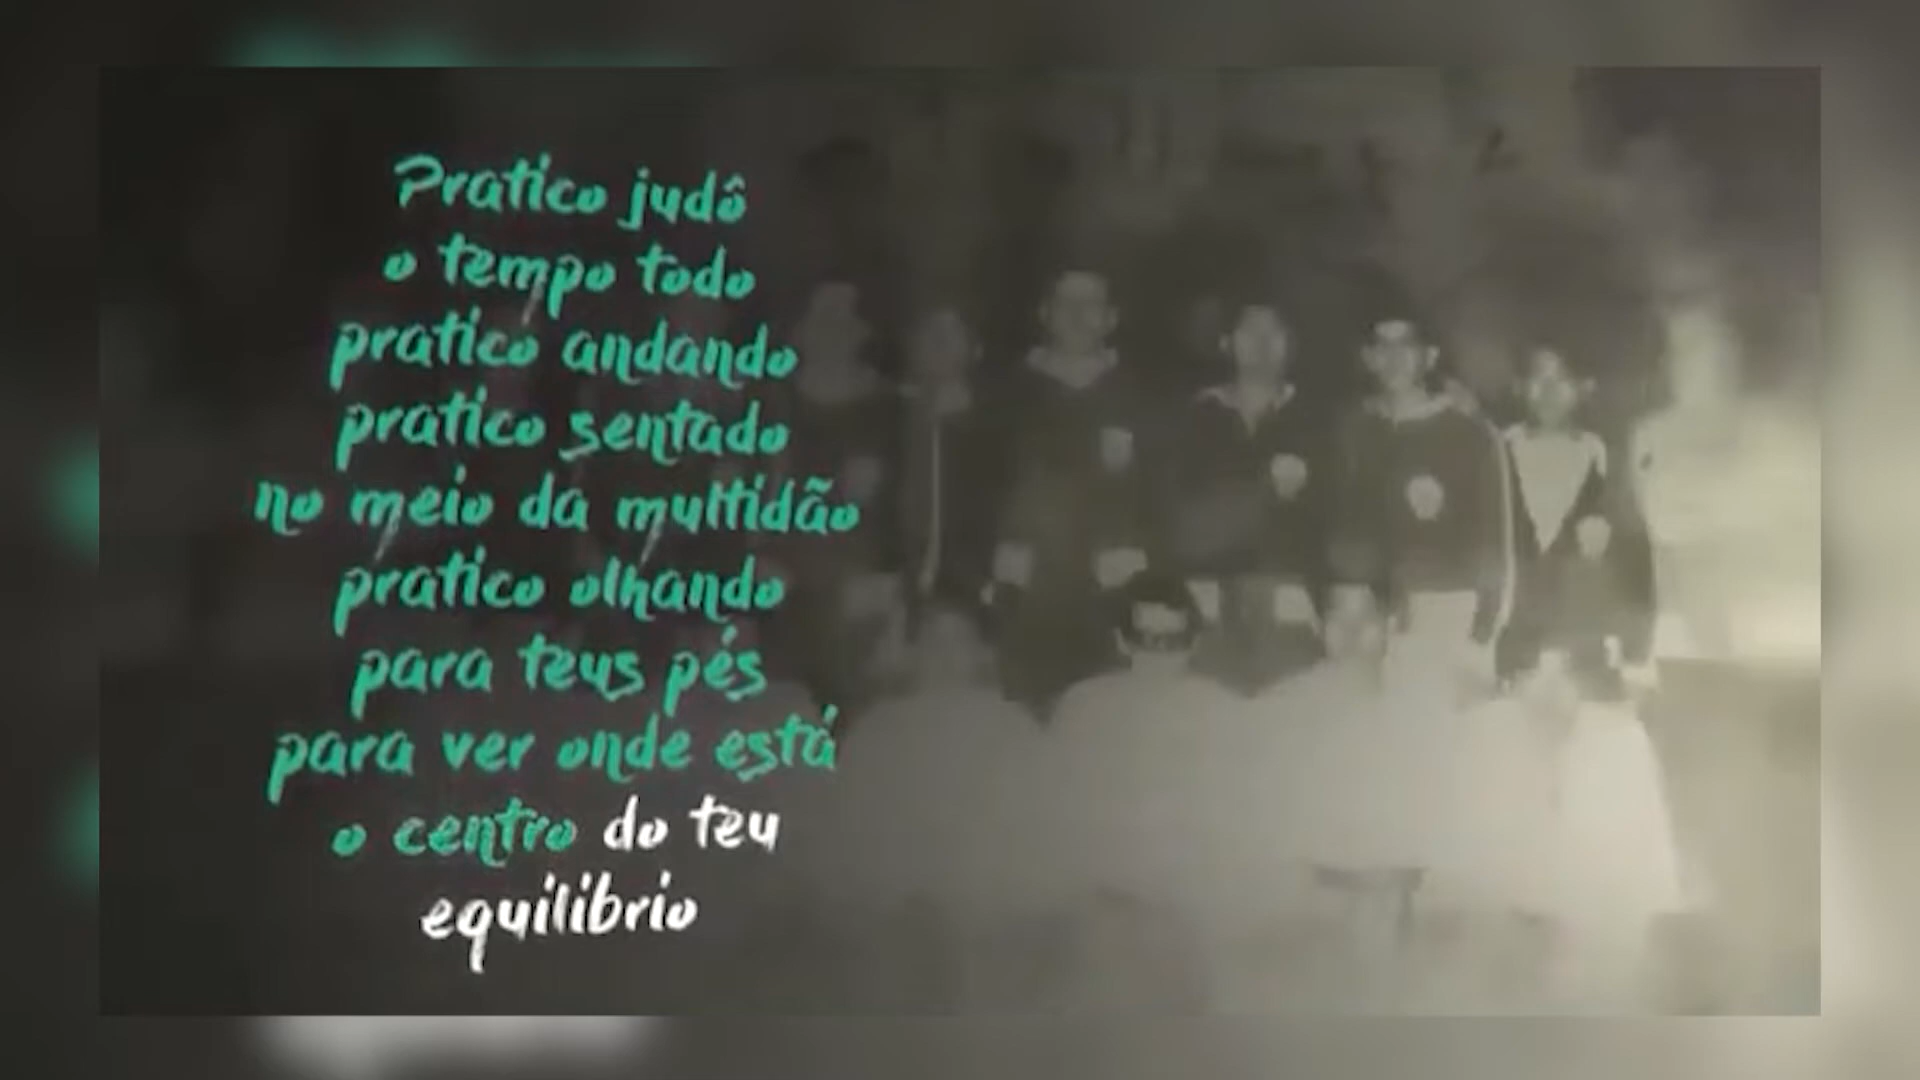 Pratico judô
o tempo todo
pratico andando
pratico sentado
no meio da multidão
pratico olhando
para teus pés
para ver onde está
o centro do teu
equilibrio